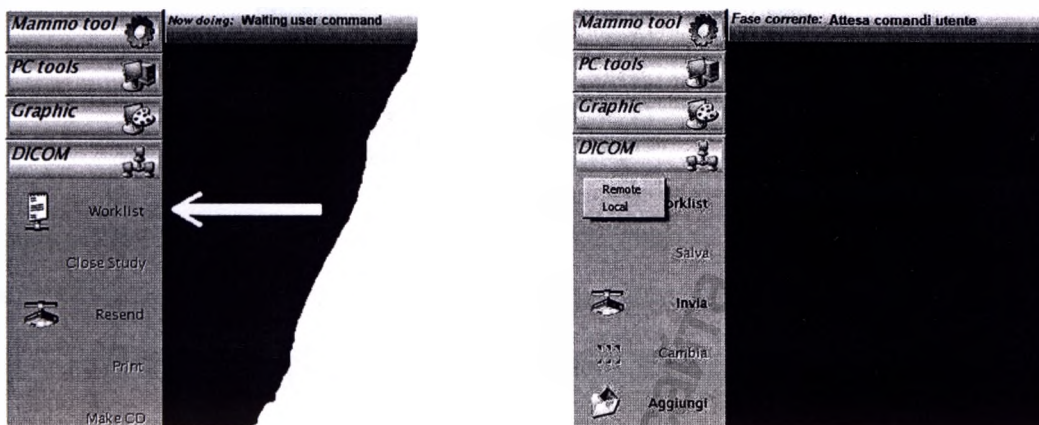 Mammo tool
Now doing: Waiting user command
PC tools
Graphic
DICOM
Worklist
Close Study
Resend
Print
Make CD
Mammo tool
Fase corrente: Attesa comandi utente
PC tools
Graphic
DICOM
Remote
Local
orklist
Salva
Invia
Cambia
Aggiungi